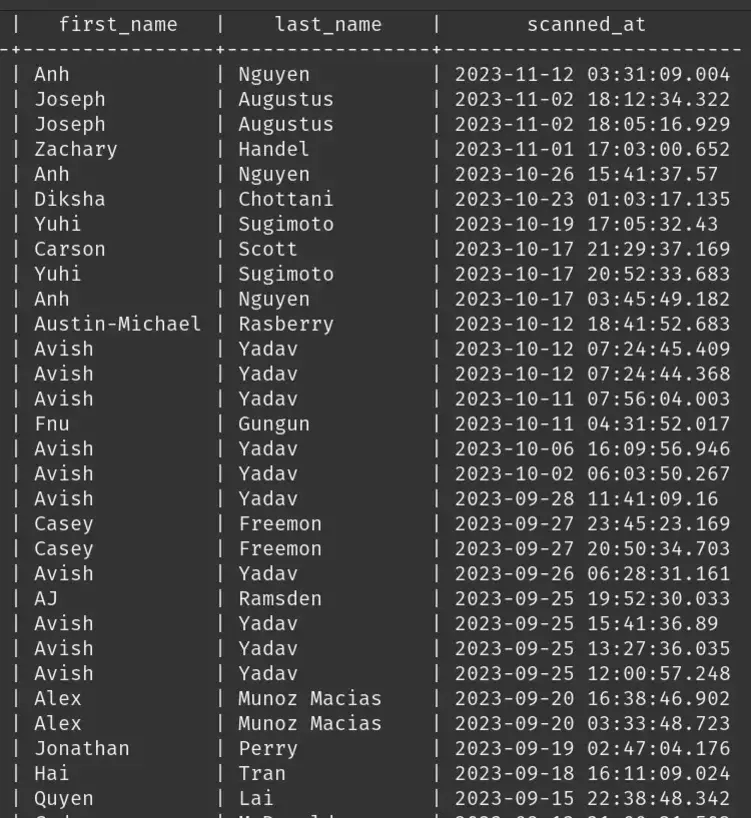 | first_name | last_name | scanned_at
-+-----------------+-----------------+--------------------------
| Anh | Nguyen | 2023-11-12 03:31:09.004
| Joseph | Augustus | 2023-11-02 18:12:34.322
| Joseph | Augustus | 2023-11-02 18:05:16.929
| Zachary | Handel | 2023-11-01 17:03:00.652
| Anh | Nguyen | 2023-10-26 15:41:37.57
| Diksha | Chottani | 2023-10-23 01:03:17.135
| Yuhi | Sugimoto | 2023-10-19 17:05:32.43
| Carson | Scott | 2023-10-17 21:29:37.169
| Yuhi | Sugimoto | 2023-10-17 20:52:33.683
| Anh | Nguyen | 2023-10-17 03:45:49.182
| Austin-Michael | Rasberry | 2023-10-12 18:41:52.683
| Avish | Yadav | 2023-10-12 07:24:45.409
| Avish | Yadav | 2023-10-12 07:24:44.368
| Avish | Yadav | 2023-10-11 07:56:04.003
| Fnu | Gungun | 2023-10-11 04:31:52.017
| Avish | Yadav | 2023-10-06 16:09:56.946
| Avish | Yadav | 2023-10-02 06:03:50.267
| Avish | Yadav | 2023-09-28 11:41:09.16
| Casey | Freemon | 2023-09-27 23:45:23.169
| Casey | Freemon | 2023-09-27 20:50:34.703
| Avish | Yadav | 2023-09-26 06:28:31.161
| AJ | Ramsden | 2023-09-25 19:52:30.033
| Avish | Yadav | 2023-09-25 15:41:36.89
| Avish | Yadav | 2023-09-25 13:27:36.035
| Avish | Yadav | 2023-09-25 12:00:57.248
| Alex | Munoz Macias | 2023-09-20 16:38:46.902
| Alex | Munoz Macias | 2023-09-20 03:33:48.723
| Jonathan | Perry | 2023-09-19 02:47:04.176
| Hai | Tran | 2023-09-18 16:11:09.024
| Quyen | Lai | 2023-09-15 22:38:48.342